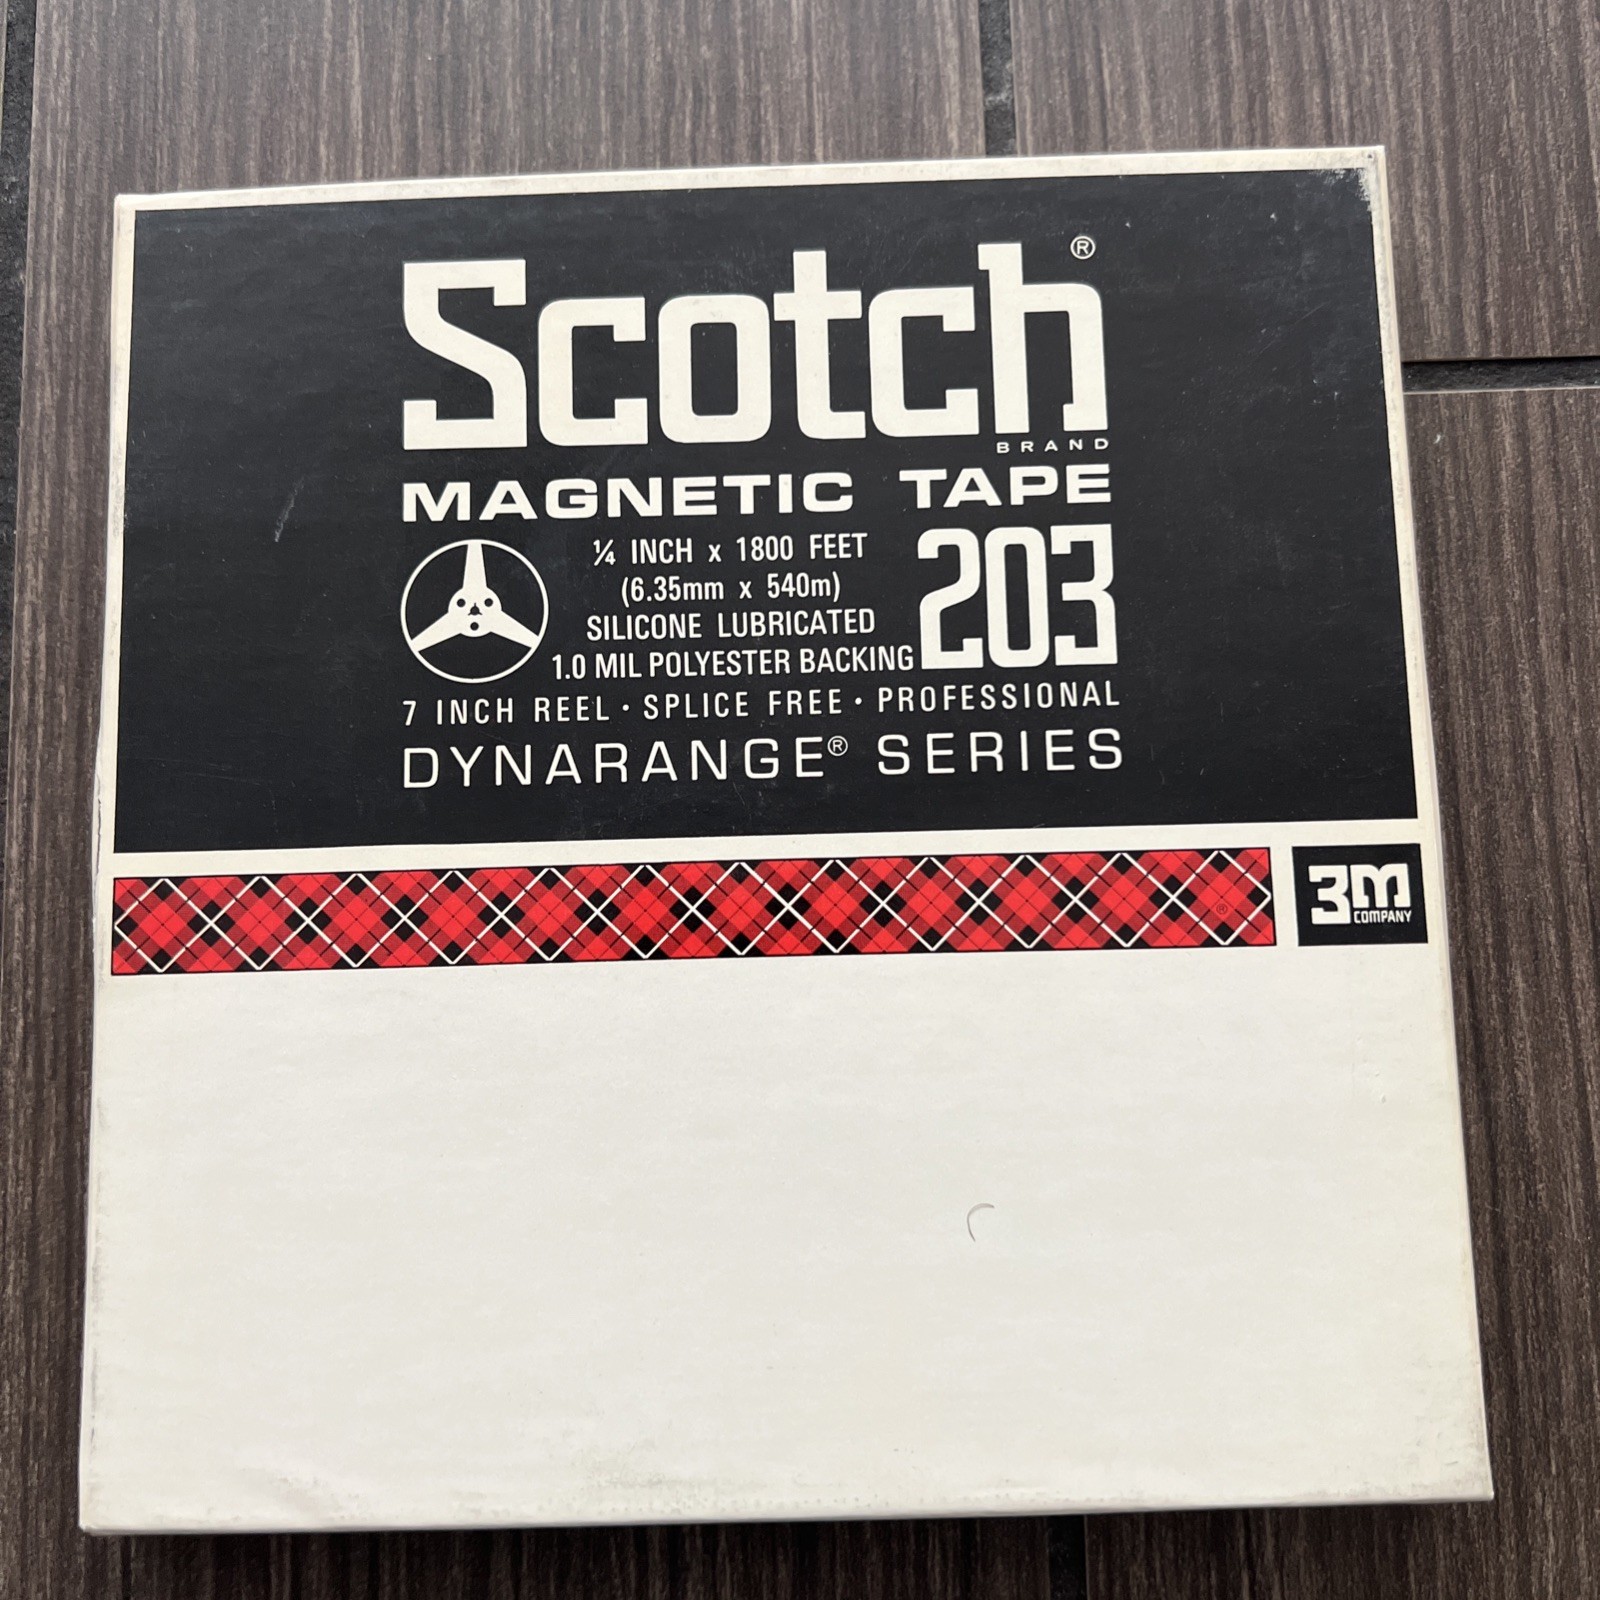 Scotch®
BRAND
MAGNETIC TAPE
¼ INCH x 1800 FEET
(6.35mm x 540m)
SILICONE LUBRICATED
1.0 MIL POLYESTER BACKING
203
7 INCH REEL · SPLICE FREE · PROFESSIONAL
DYNARANGE® SERIES
®
3M
COMPANY